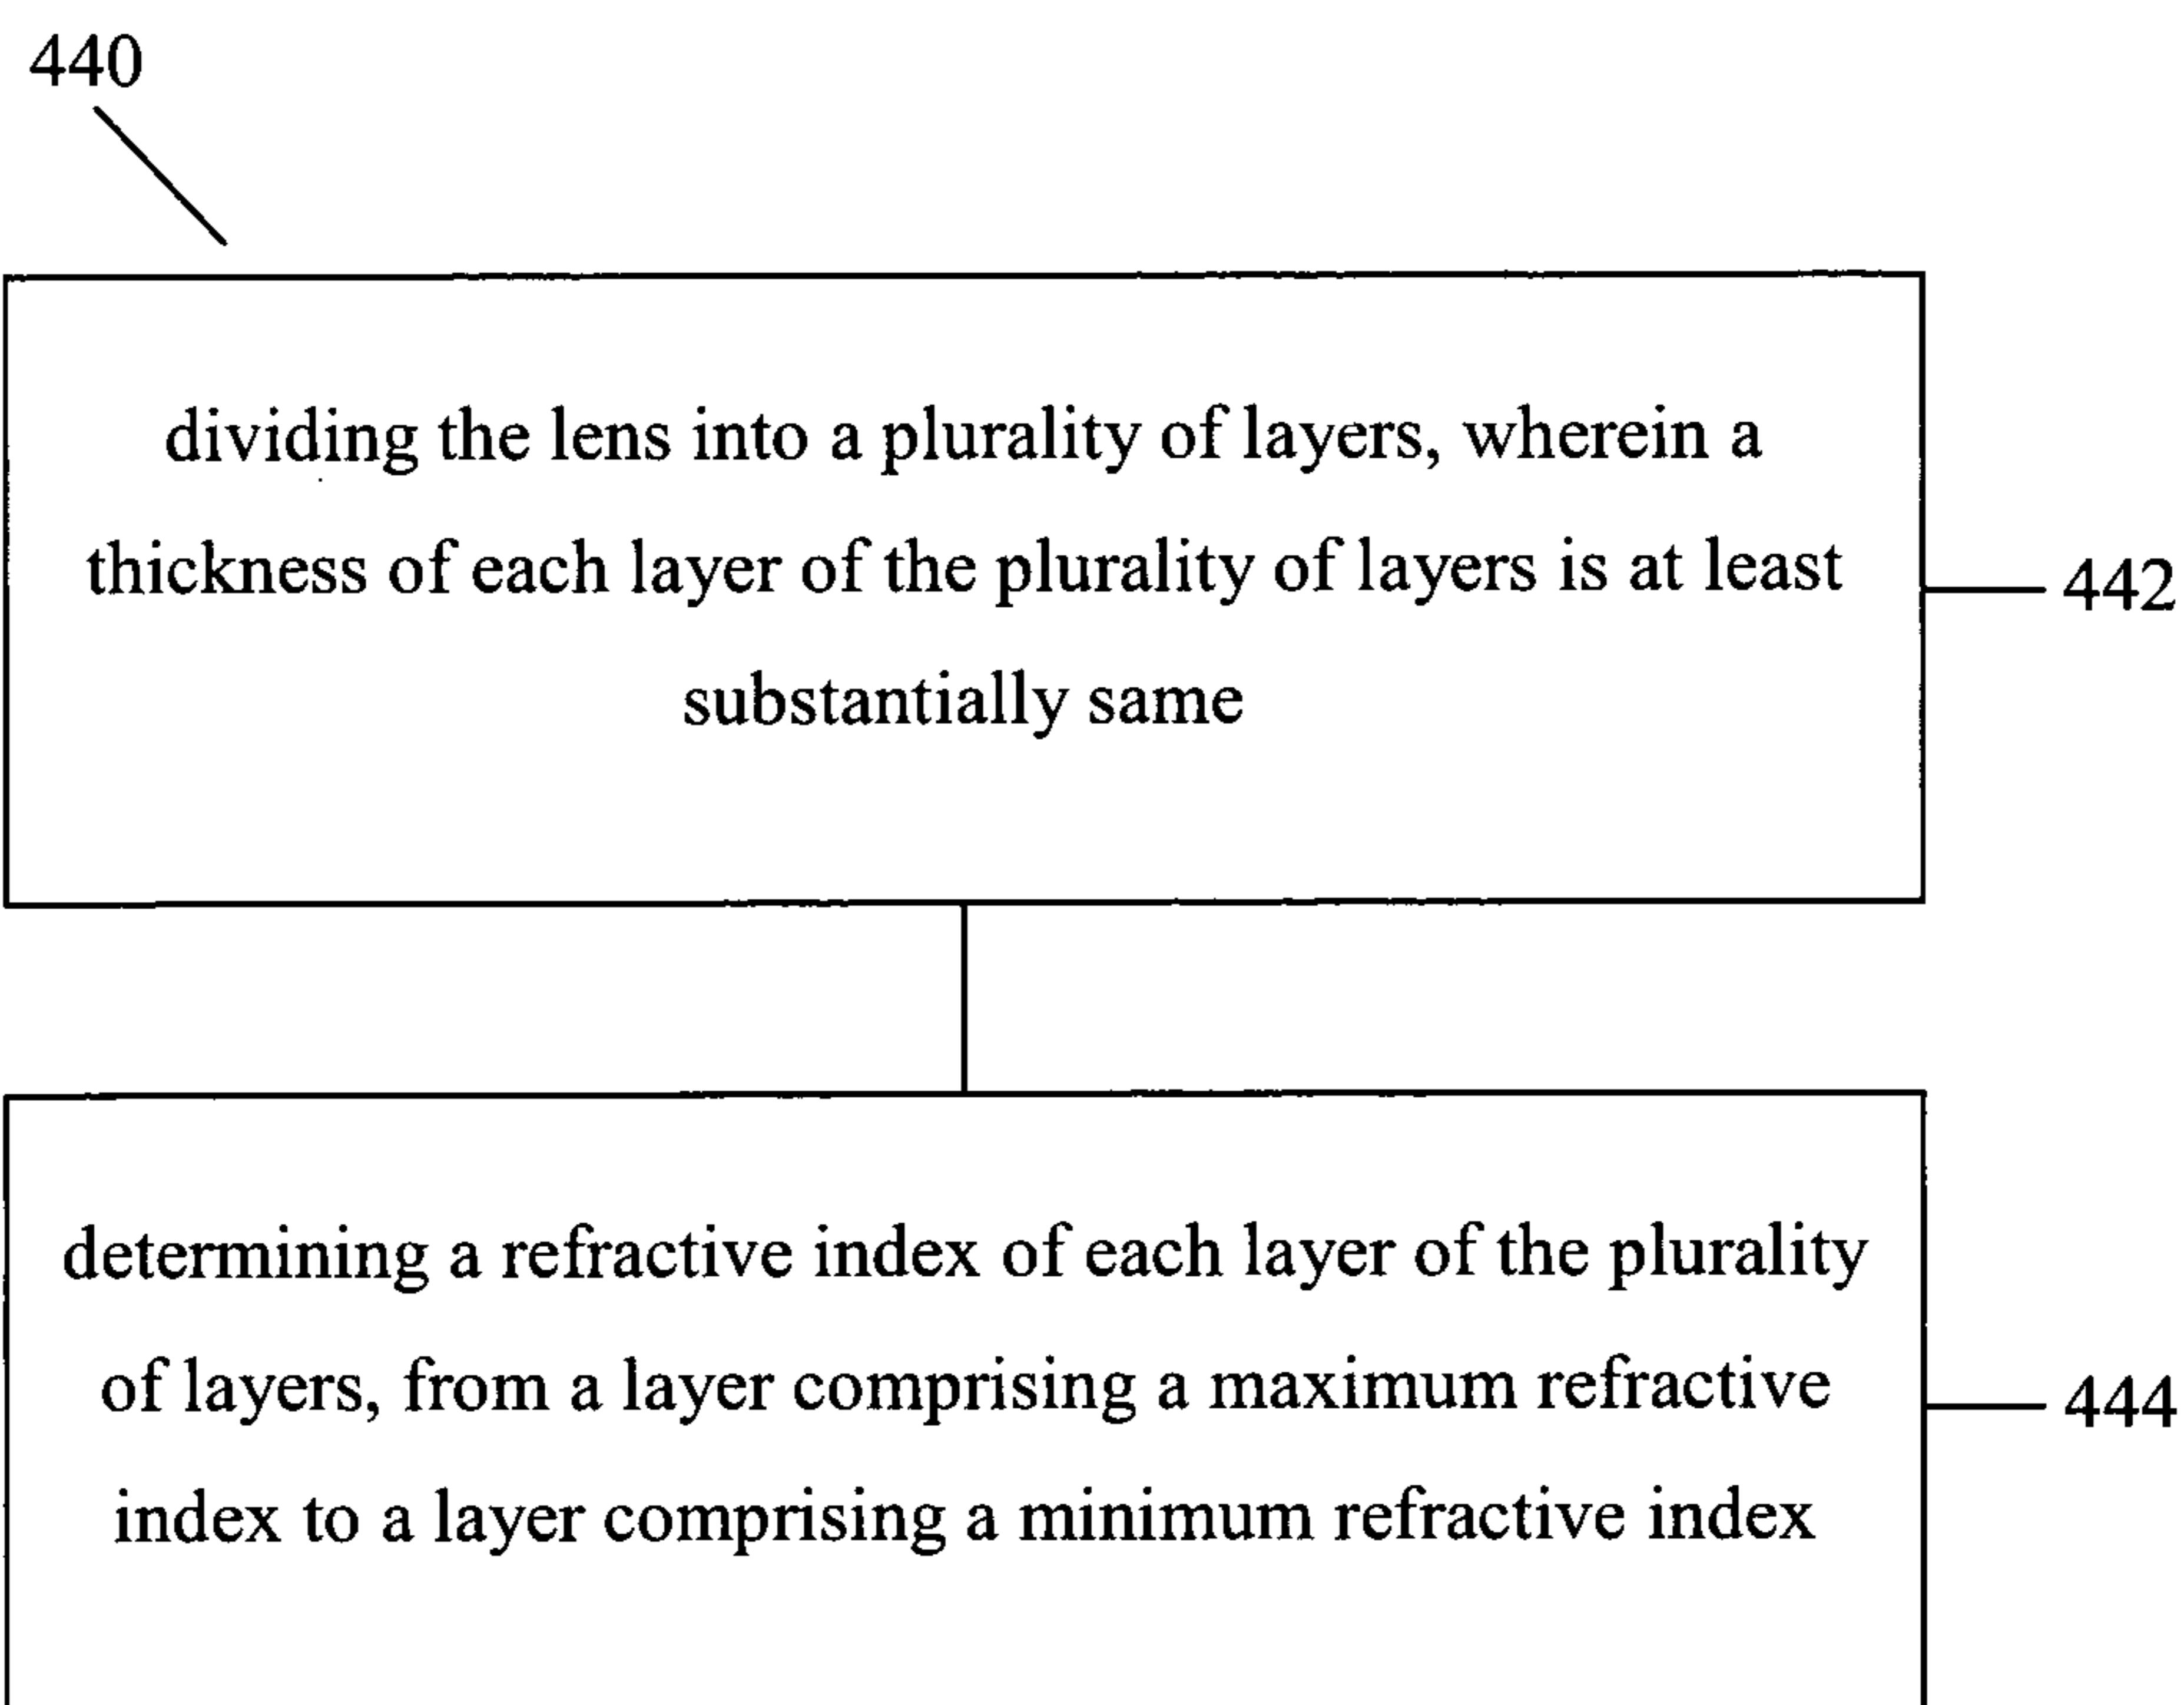 440
dividing the lens into a plurality of layers, wherein a
thickness of each layer of the plurality of layers is at least
substantially same
442
determining a refractive index of each layer of the plurality
of layers, from a layer comprising a maximum refractive
index to a layer comprising a minimum refractive index
444